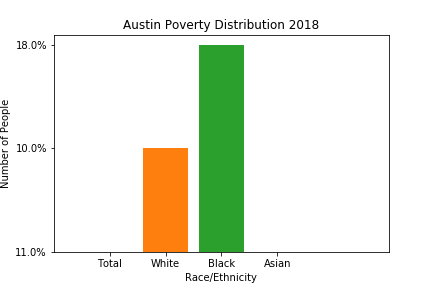 Austin Poverty Distribution 2018
18.0%
10.0%
11.0%
Number of People
Total White Black Asian
Race/Ethnicity